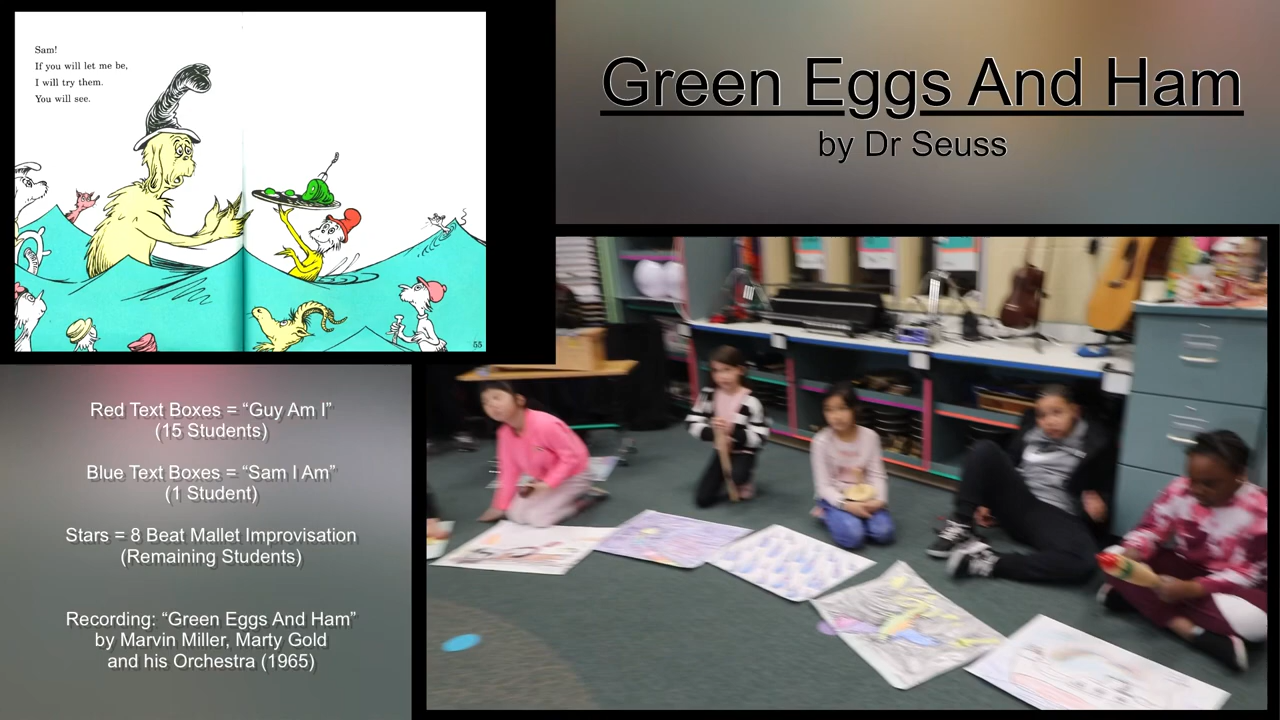 Sam!
If you will let me be,
I will try them.
You will see.
55
Green Eggs And Ham
by Dr Seuss
Red Text Boxes = “Guy Am I”
(15 Students)
Blue Text Boxes = “Sam I Am”
(1 Student)
Stars = 8 Beat Mallet Improvisation
(Remaining Students)
Recording: “Green Eggs And Ham”
by Marvin Miller, Marty Gold
and his Orchestra (1965)